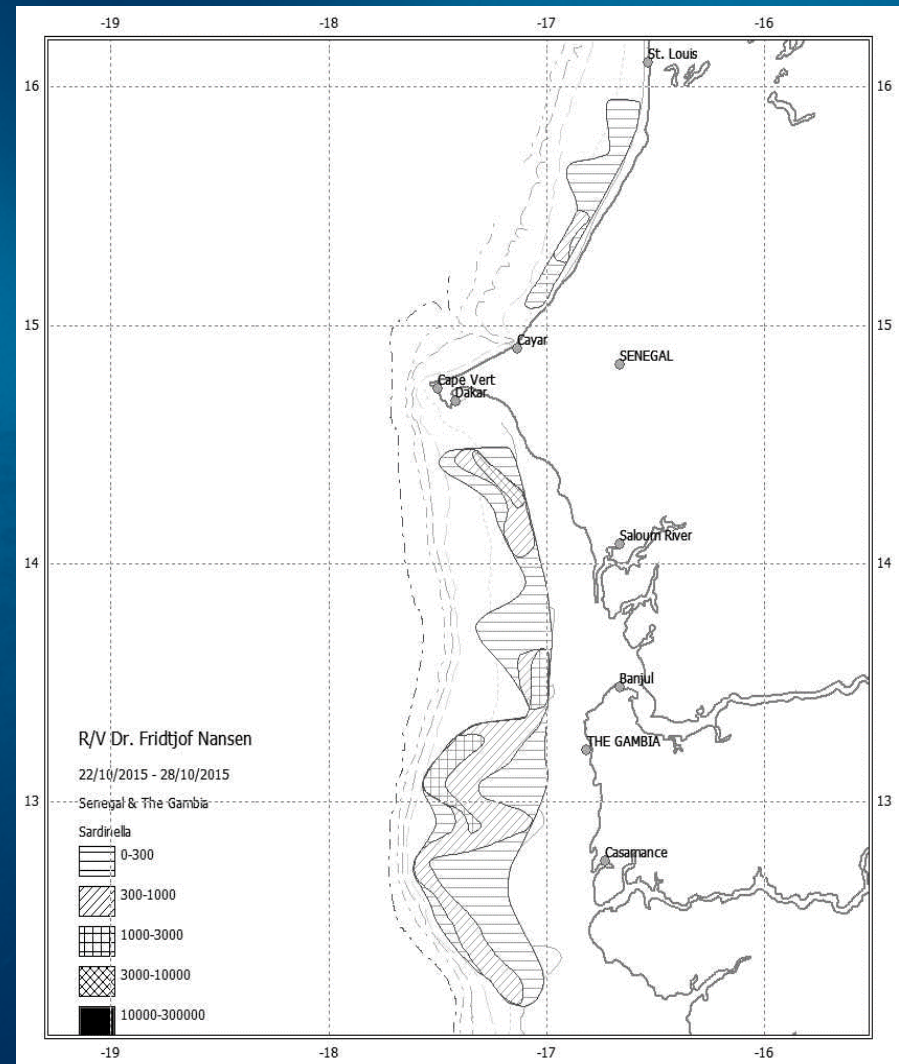 -19 -18 -17 -16
St. Louis
16 16
15 15
Cayar
SENEGAL
Cape Vert
Dakar
Saloum River
14 14
Banjul
R/V Dr. Fridtjof Nansen
THE GAMBIA
22/10/2015 - 28/10/2015
Senegal & The Gambia
13 13
Sardinella
0-300
Casamance
300-1000
1000-3000
3000-10000
10000-300000
-19 -18 -17 -16